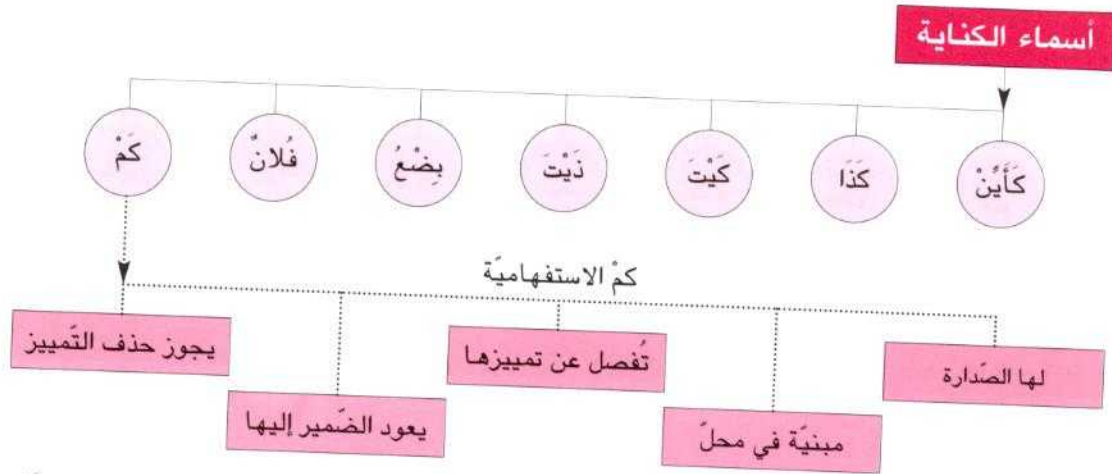 أسماء الكناية
كَأَيِّنْ
كَذَا
كَيْتَ
ذَيْتَ
بِضْعُ
فُلانٌ
كَمْ
كمْ الاستفهاميّة
لها الصّدارة
مبنيّة في محلّ
تُفصل عن تمييزها
يعود الضّمير إليها
يجوز حذف التّمييز